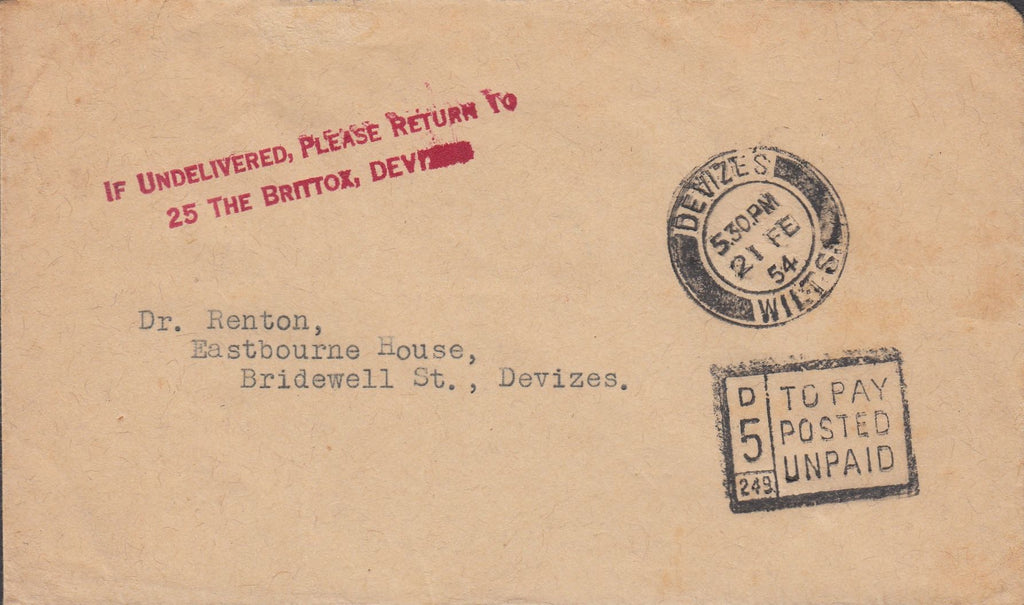 IF UNDELIVERED, PLEASE RETURN TO
25 THE BRITTOX,
DEVIZES
5.30.PM
21 FE
54
WILTS.
Dr. Renton,
Eastbourne House,
Bridewell St., Devizes.
D
5
249
TO PAY
POSTED
UNPAID